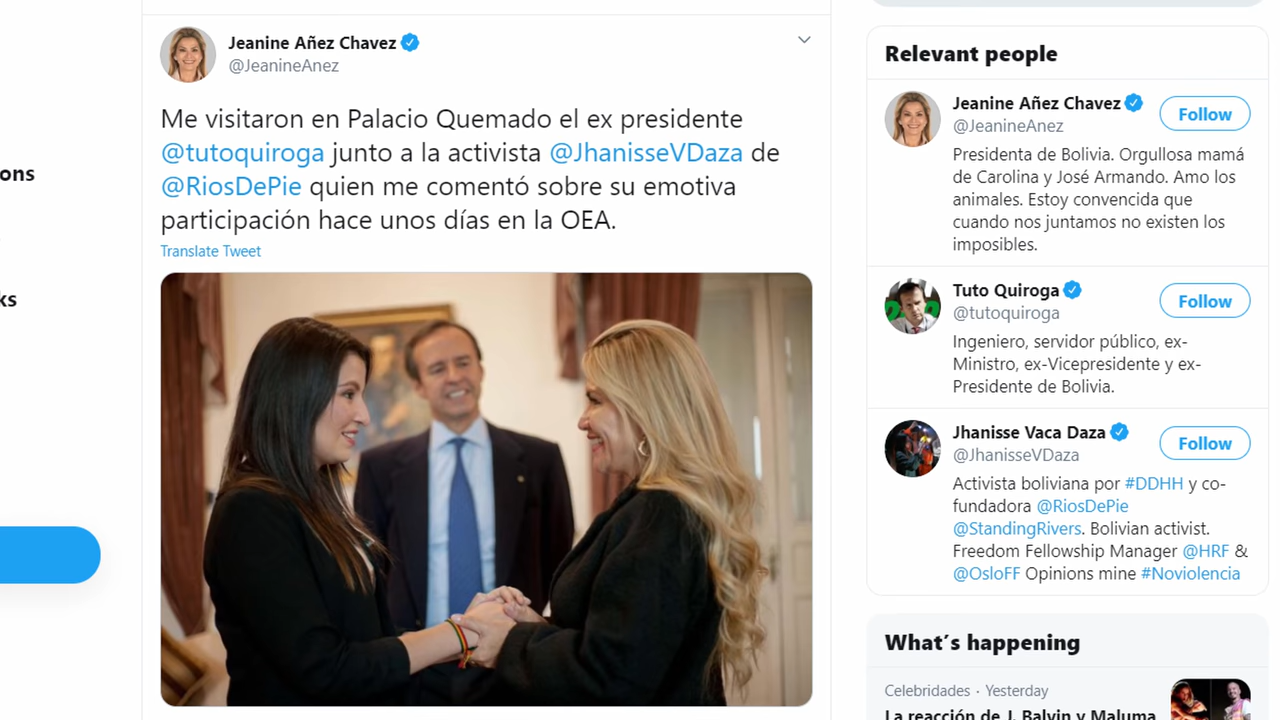 Jeanine Añez Chavez
@JeanineAnez
Me visitaron en Palacio Quemado el ex presidente
@tutoquiroga junto a la activista @JhanisseVDaza de
@RiosDePie quien me comentó sobre su emotiva
participación hace unos días en la OEA.
Translate Tweet
ons
ks
Relevant people
Jeanine Añez Chavez
@JeanineAnez
Follow
Presidenta de Bolivia. Orgullosa mamá
de Carolina y José Armando. Amo los
animales. Estoy convencida que
cuando nos juntamos no existen los
imposibles.
Tuto Quiroga
@tutoquiroga
Follow
Ingeniero, servidor público, ex-
Ministro, ex-Vicepresidente y ex-
Presidente de Bolivia.
Jhanisse Vaca Daza
@JhanisseVDaza
Follow
Activista boliviana por #DDHH y co-
fundadora @RiosDePie
@StandingRivers. Bolivian activist.
Freedom Fellowship Manager @HRF &
@OsloFF Opinions mine #Noviolencia
What's happening
Celebridades · Yesterday
La reacción de J. Balvin y Maluma